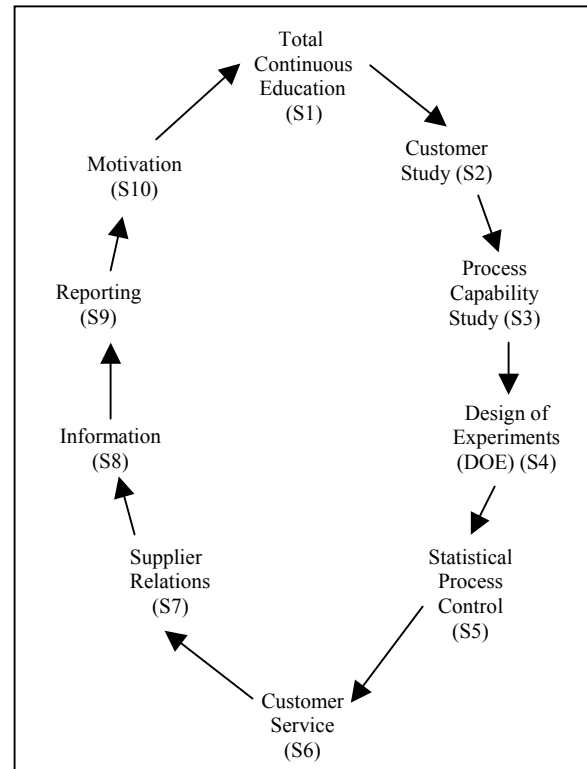 Total
Continuous
Education
(S1)
Customer
Study (S2)
Process
Capability
Study (S3)
Design of
Experiments
(DOE) (S4)
Statistical
Process
Control
(S5)
Customer
Service
(S6)
Supplier
Relations
(S7)
Information
(S8)
Reporting
(S9)
Motivation
(S10)